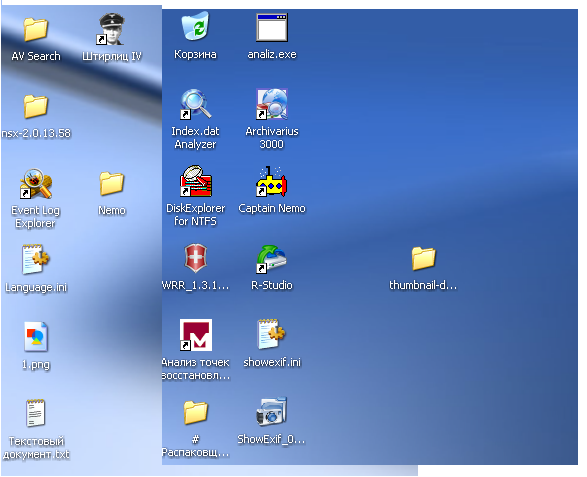 AV Search
Штирлиц IV
Корзина
analiz.exe
nsx-2.0.13.58
Index.dat
Analyzer
Archivarius
3000
Event Log
Explorer
Nemo
DiskExplorer
for NTFS
Captain Nemo
Language.ini
WRR_1.3.1...
R-Studio
thumbnail-d...
1.png
Анализ точек
восстановл...
showexif.ini
Текстовый
документ.txt
#
Распаковщ...
ShowExif_0...